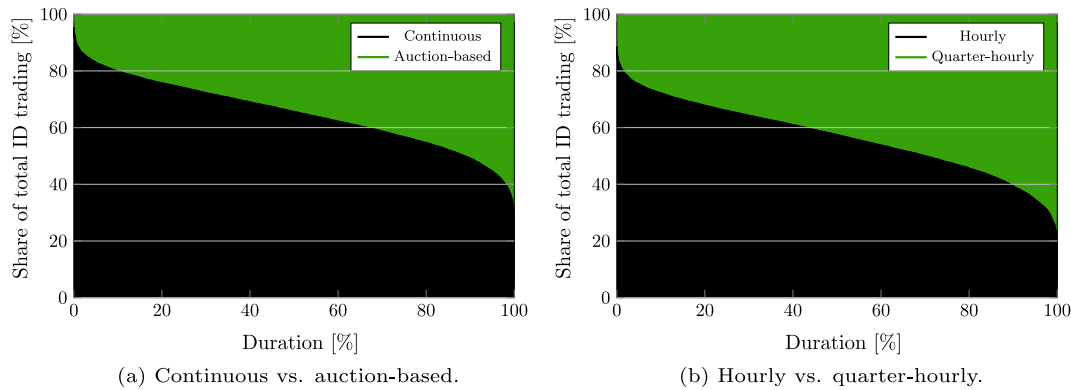 Share of total ID trading [%]
100
80
60
40
20
0
Continuous
Auction-based
0 20 40 60 80 100
Duration [%]
(a) Continuous vs. auction-based.
Share of total ID trading [%]
100
80
60
40
20
0
Hourly
Quarter-hourly
0 20 40 60 80 100
Duration [%]
(b) Hourly vs. quarter-hourly.